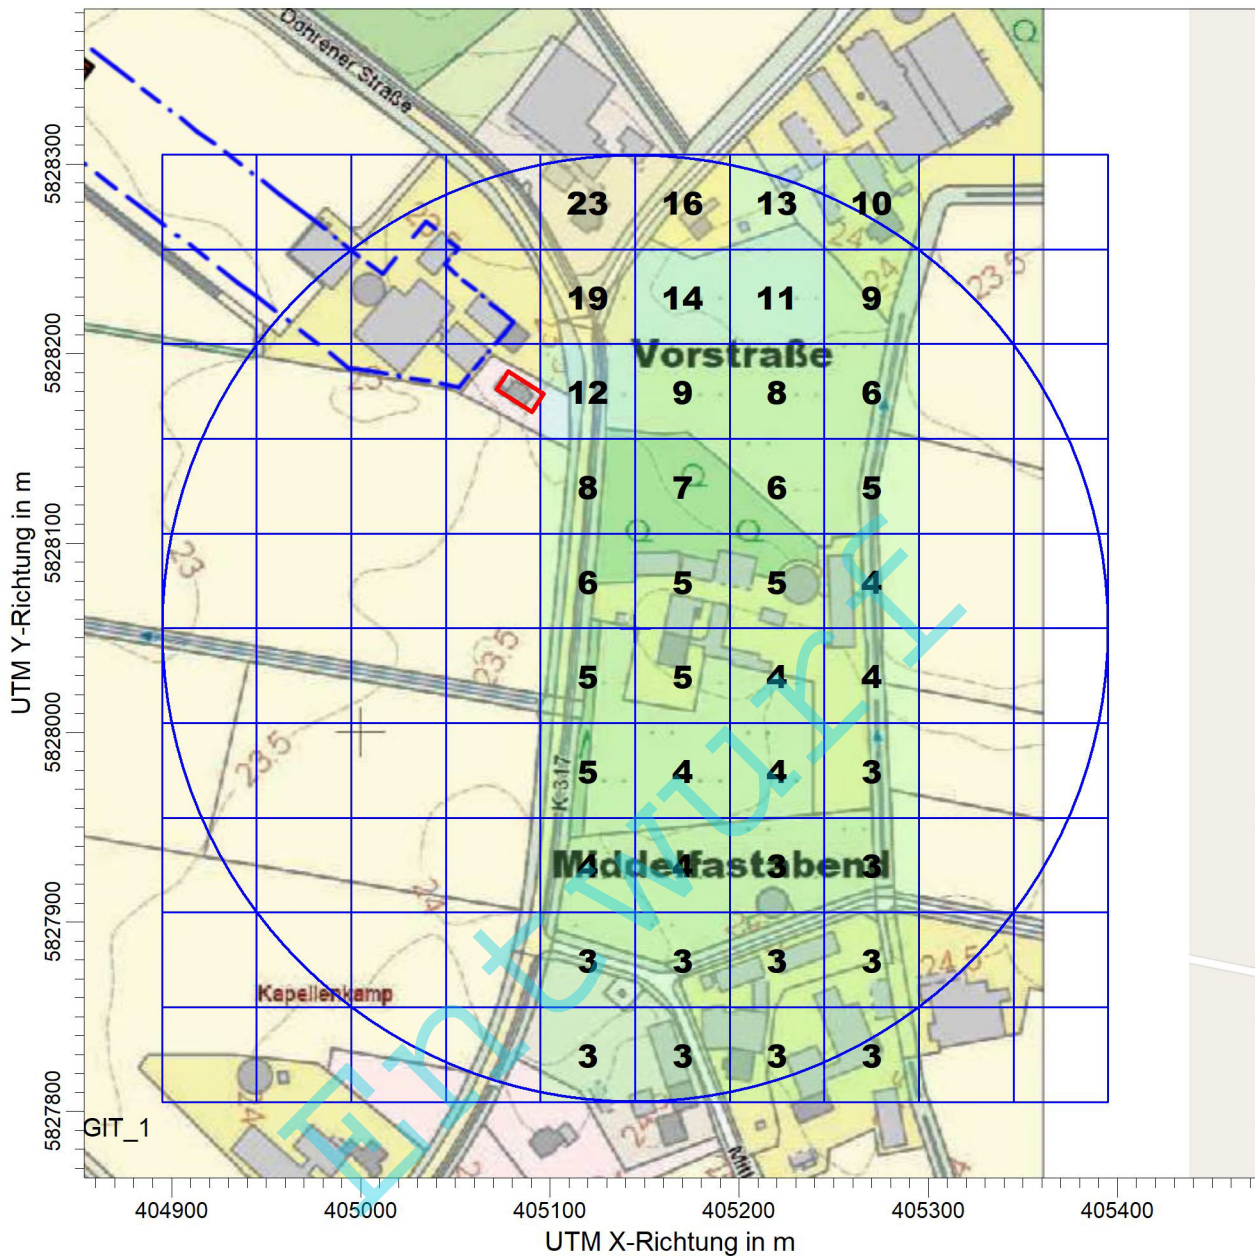 Dohrener Straße
5828300
23 16 13 10
24
23.5
24
23.5
19 14 11 9
5828200
Vorstraße
12 9 8 6
8 7 6 5
5828100
23
6 5 5 4
UTM Y-Richtung in m
23.5
5 5 4 4
5828000
23.5
K 317
5 4 4 3
Middelfastabend
4 4 3 3
24
5827900
3 3 3 3
24.5
Kapellenkamp
3 3 3 3
5827800
24
GIT_1
Entwurf
404900 405000 405100 405200 405300 405400
UTM X-Richtung in m